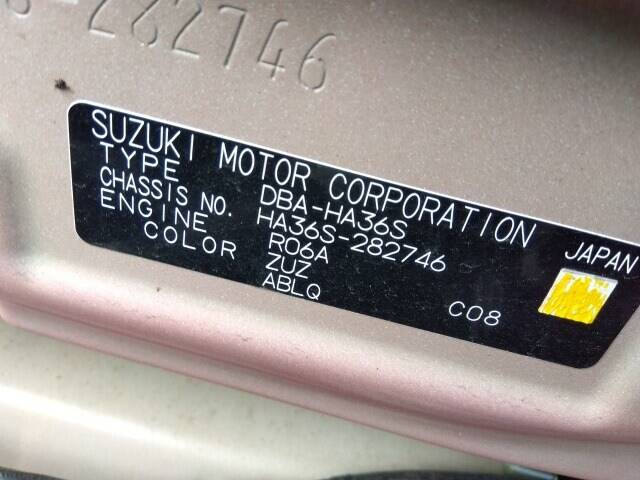 -282746
SUZUKI MOTOR CORPORATION
TYPE DBA-HA36S
CHASSIS NO. HA36S-282746
ENGINE R06A
COLOR ZUZ
ABLQ
C08
JAPAN